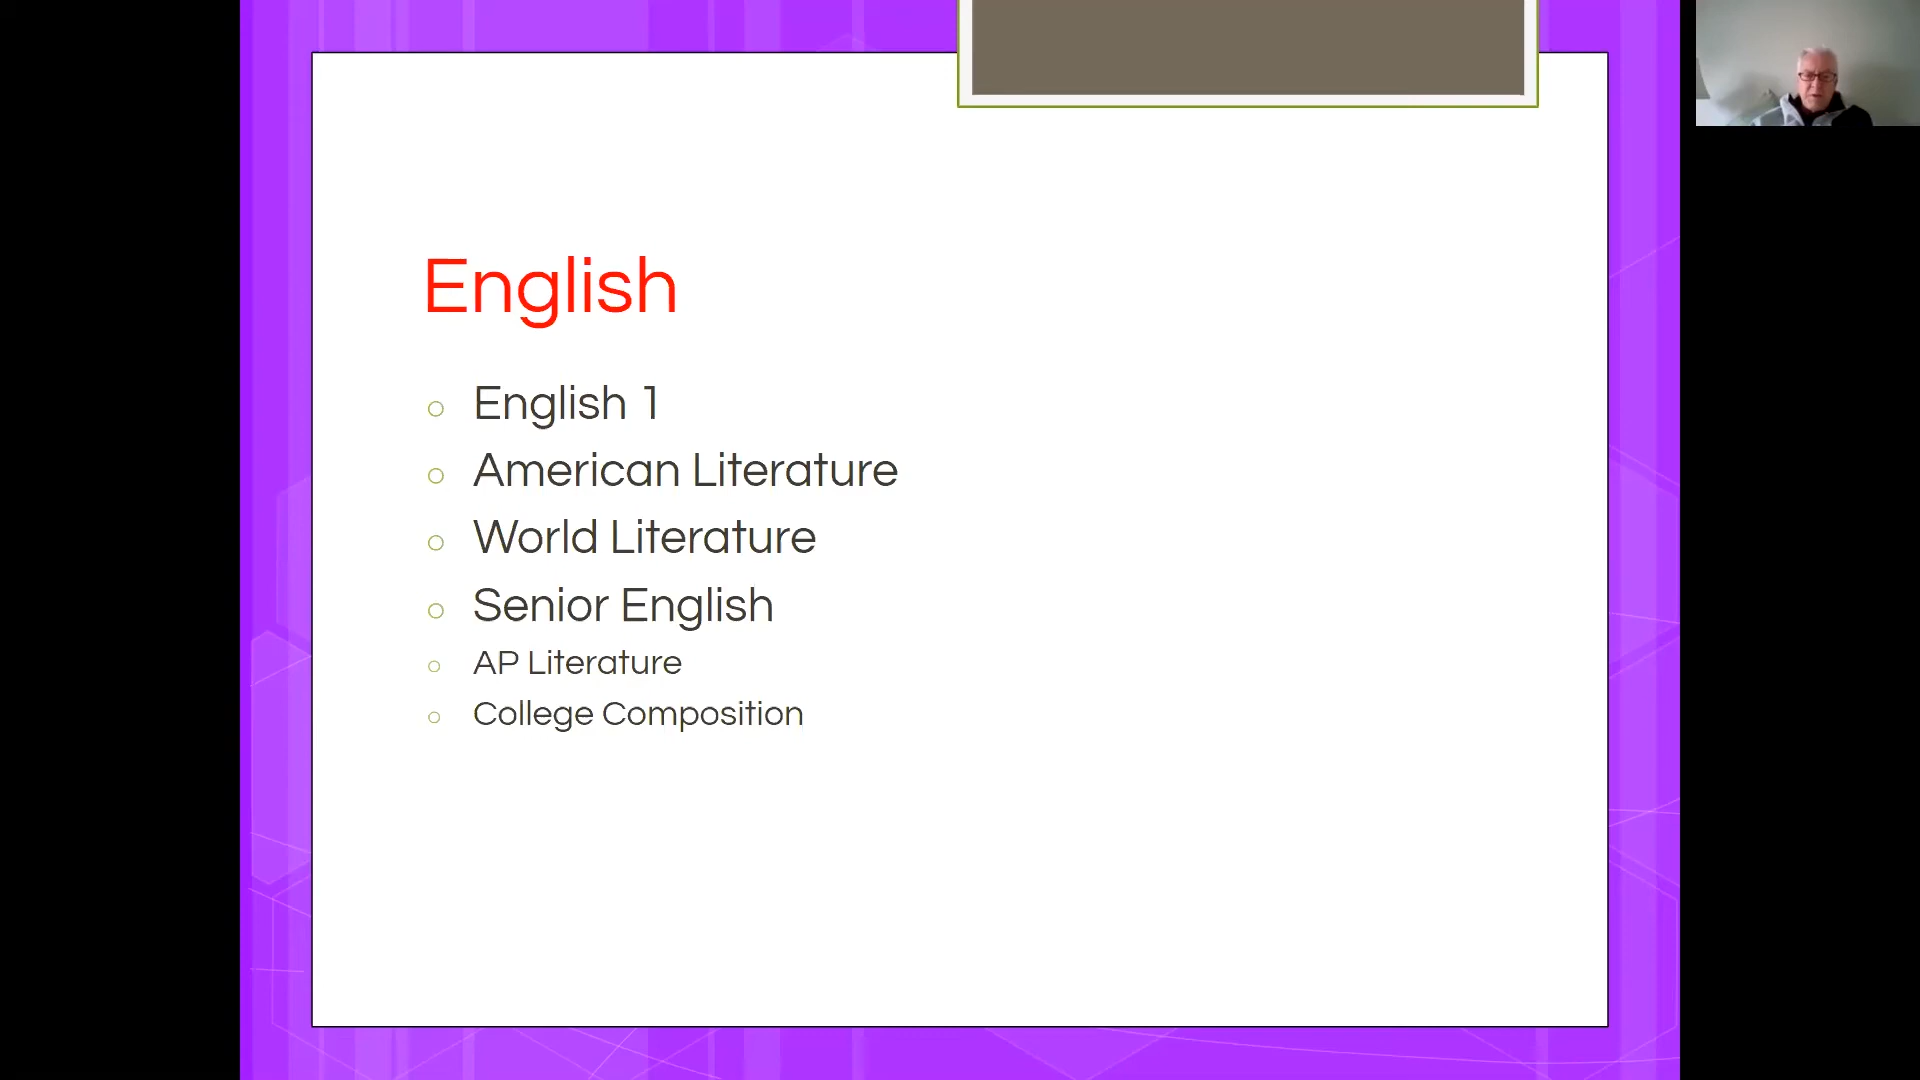 English
English 1
American Literature
World Literature
Senior English
AP Literature
College Composition